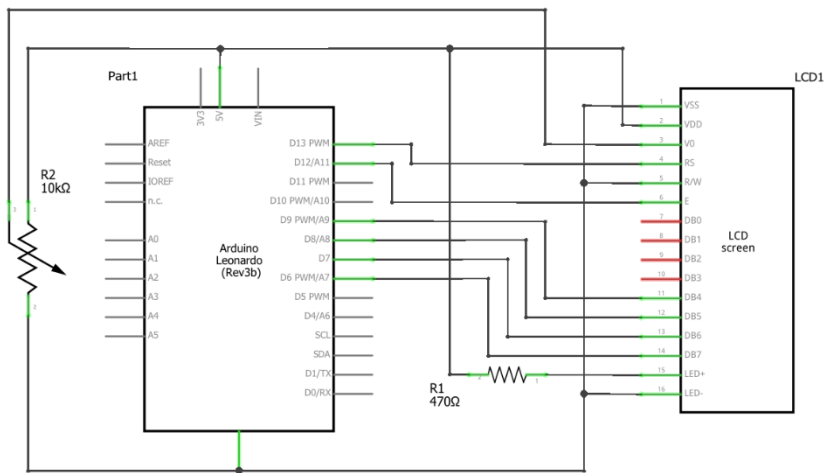 Part1
LCD1
3V3
5V
VIN
AREF
Reset
IOREF
n.c.
A0
A1
A2
A3
A4
A5
Arduino
Leonardo
(Rev3b)
D13 PWM
D12/A11
D11 PWM
D10 PWM/A10
D9 PWM/A9
D8/A8
D7
D6 PWM/A7
D5 PWM
D4/A6
SCL
SDA
D1/TX
D0/RX
R2
10kΩ
R1
470Ω
2
1
1 VSS
2 VDD
3 V0
4 RS
5 R/W
6 E
7 DB0
8 DB1
9 DB2
10 DB3
11 DB4
12 DB5
13 DB6
14 DB7
15 LED+
16 LED-
LCD
screen